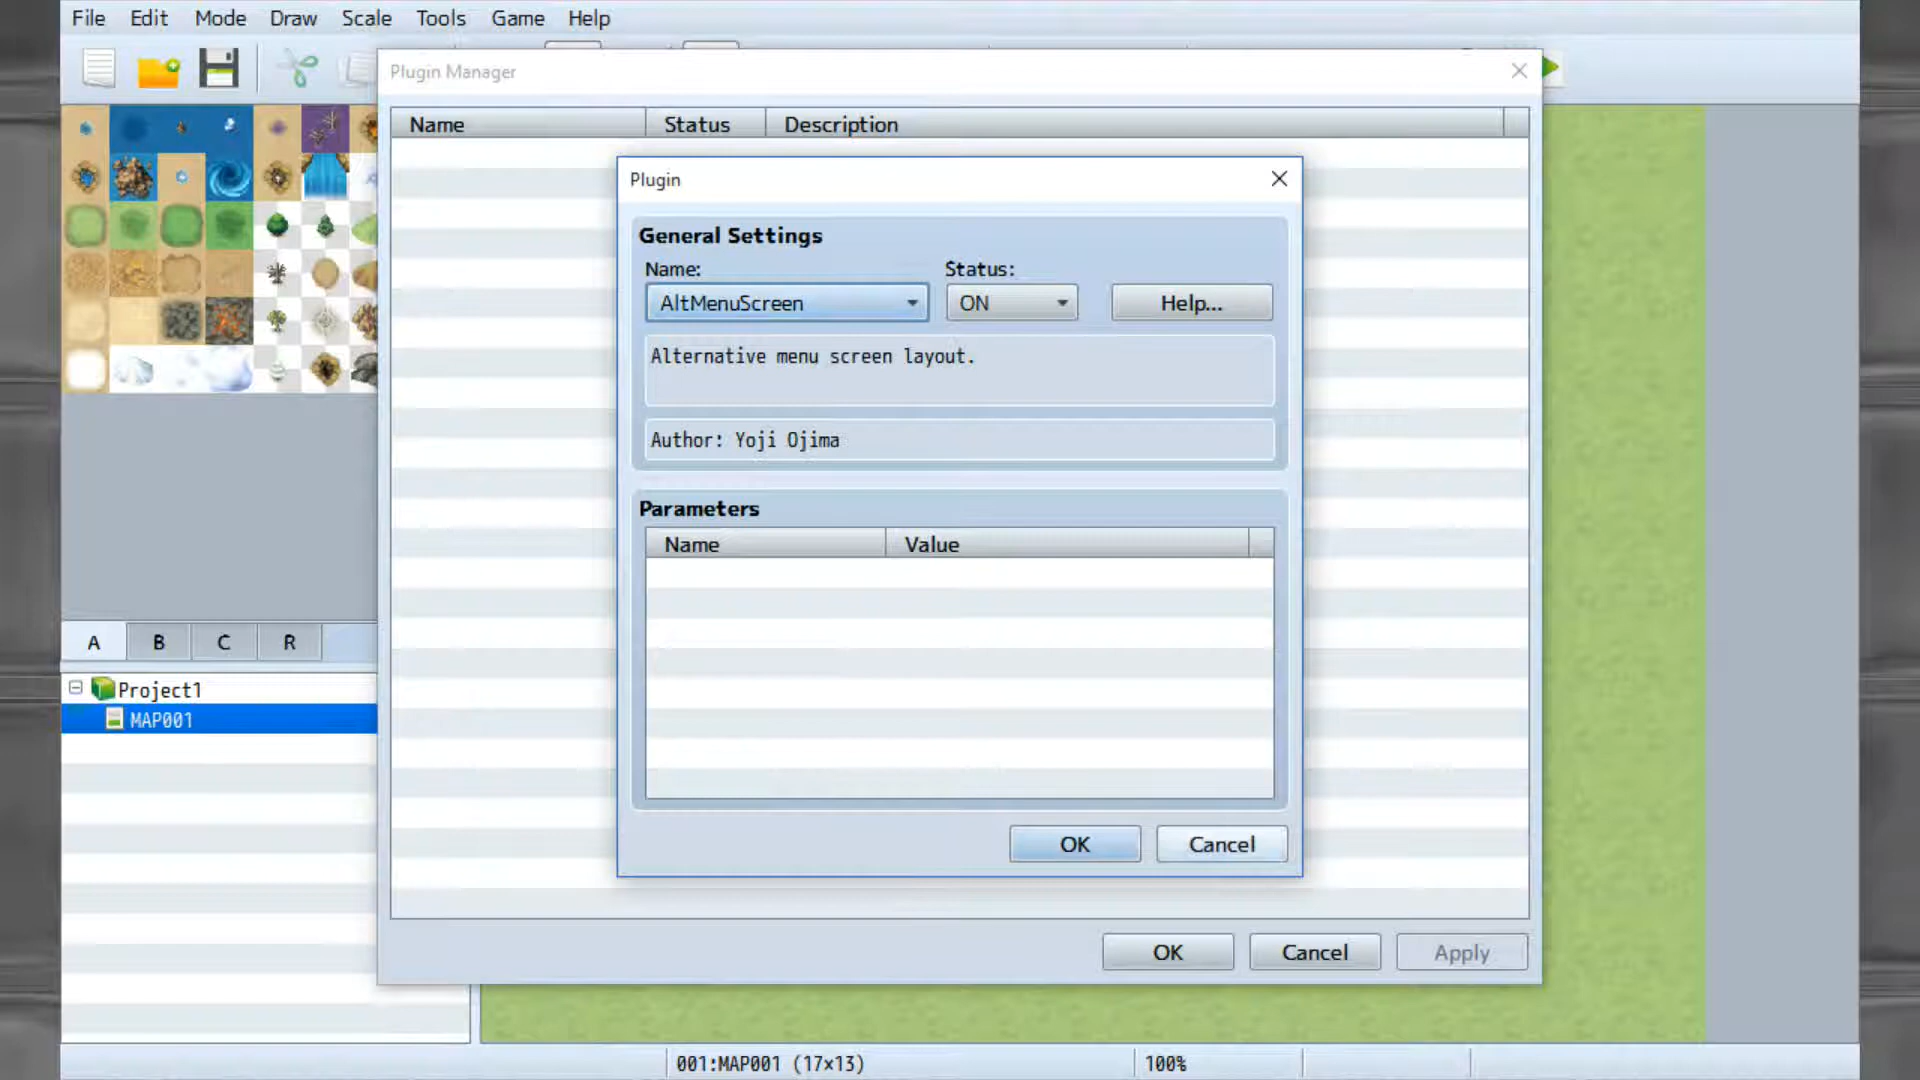 File Edit Mode Draw Scale Tools Game Help
Plugin Manager
Name Status Description
Plugin
General Settings
Name: Status:
AltMenuScreen ON Help...
Alternative menu screen layout.
Author: Yoji Ojima
Parameters
Name Value
A B C R
Project1
MAP001
OK Cancel
OK Cancel Apply
001:MAP001 (17×13) 100%